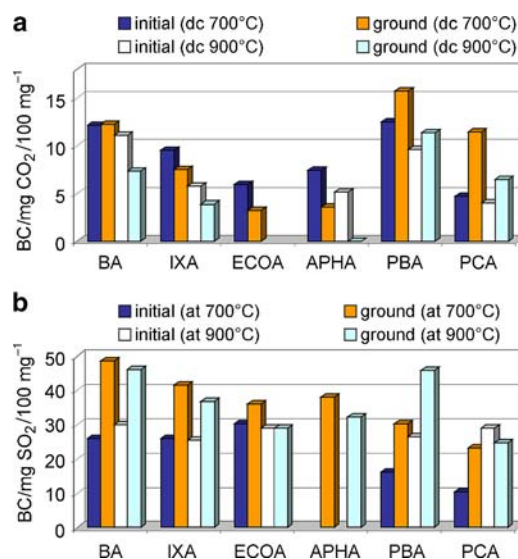 a
initial (dc 700°C) ground (dc 700°C)
initial (dc 900°C) ground (dc 900°C)
BC/mg CO₂/100 mg⁻¹
15
10
5
0
BA IXA ECOA APHA PBA PCA
b
initial (at 700°C) ground (at 700°C)
initial (at 900°C) ground (at 900°C)
BC/mg SO₂/100 mg⁻¹
50
40
30
20
10
0
BA IXA ECOA APHA PBA PCA